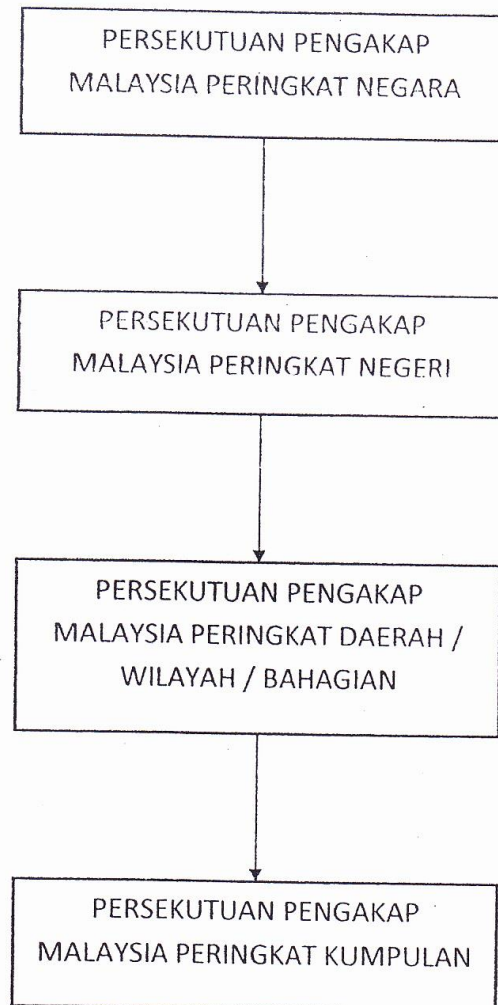 PERSEKUTUAN PENGAKAP
MALAYSIA PERINGKAT NEGARA
PERSEKUTUAN PENGAKAP
MALAYSIA PERINGKAT NEGERI
PERSEKUTUAN PENGAKAP
MALAYSIA PERINGKAT DAERAH /
WILAYAH / BAHAGIAN
PERSEKUTUAN PENGAKAP
MALAYSIA PERINGKAT KUMPULAN